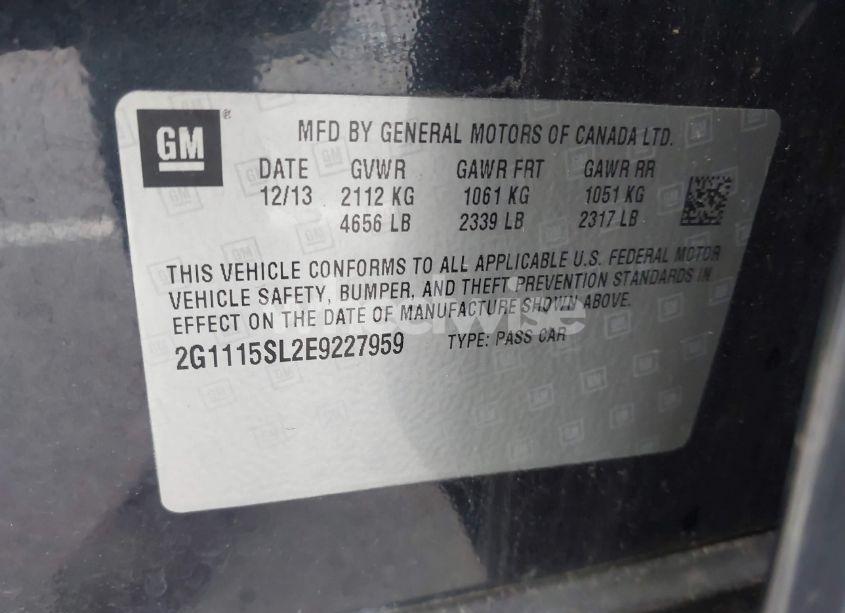 GM ®
MFD BY GENERAL MOTORS OF CANADA LTD.
DATE GVWR GAWR FRT GAWR RR
12/13 2112 KG 1061 KG 1051 KG
4656 LB 2339 LB 2317 LB
THIS VEHICLE CONFORMS TO ALL APPLICABLE U.S. FEDERAL MOTOR
VEHICLE SAFETY, BUMPER, AND THEFT PREVENTION STANDARDS IN
EFFECT ON THE DATE OF MANUFACTURE SHOWN ABOVE.
2G1115SL2E9227959 TYPE: PASS CAR